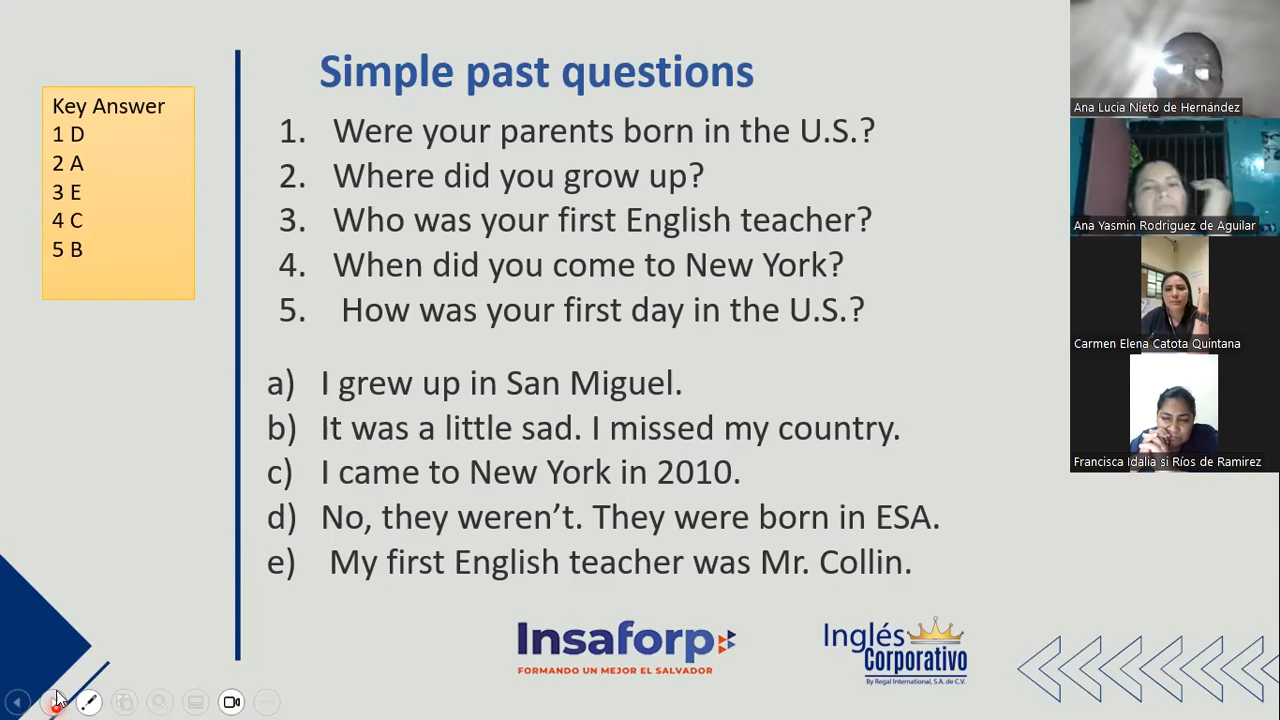 Simple past questions
Key Answer
1 D
2 A
3 E
4 C
5 B
1. Were your parents born in the U.S.?
2. Where did you grow up?
3. Who was your first English teacher?
4. When did you come to New York?
5. How was your first day in the U.S.?
a) I grew up in San Miguel.
b) It was a little sad. I missed my country.
c) I came to New York in 2010.
d) No, they weren't. They were born in ESA.
e) My first English teacher was Mr. Collin.
Insaforp
FORMANDO UN MEJOR EL SALVADOR
Inglés
Corporativo
By Regal International, S.A. de C.V.
Ana Lucia Nieto de Hernández
Ana Yasmin Rodriguez de Aguilar
Carmen Elena Catota Quintana
Francisca Idalia si Ríos de Ramirez